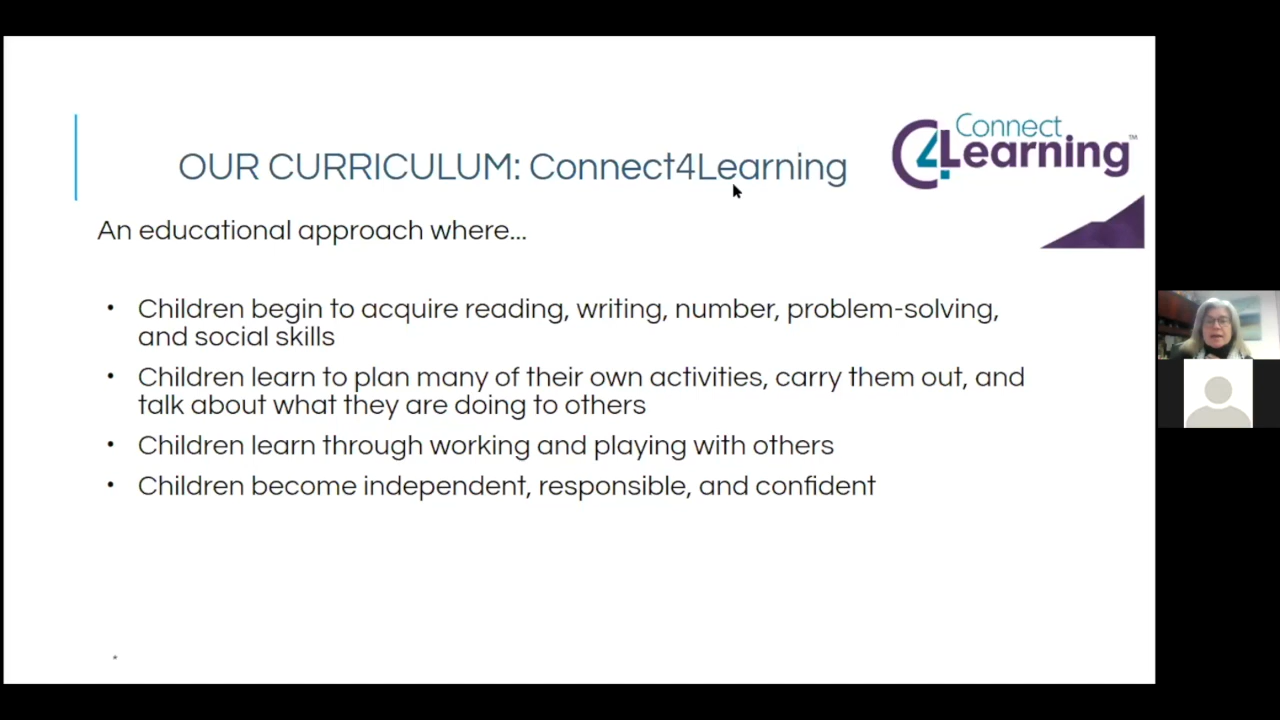 OUR CURRICULUM: Connect4Learning
Connect
4Learning™
An educational approach where...
• Children begin to acquire reading, writing, number, problem-solving,
and social skills
• Children learn to plan many of their own activities, carry them out, and
talk about what they are doing to others
• Children learn through working and playing with others
• Children become independent, responsible, and confident